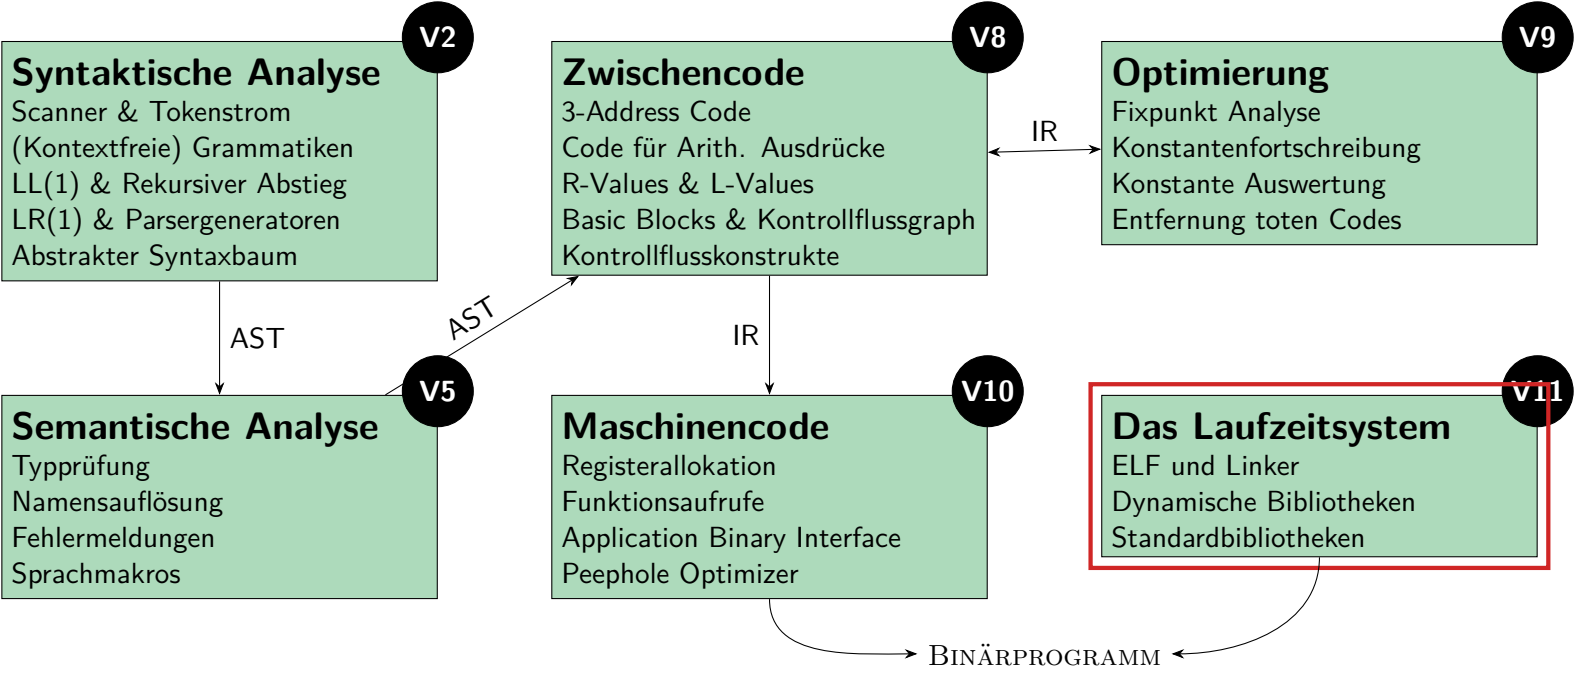 V2
Syntaktische Analyse
Scanner & Tokenstrom
(Kontextfreie) Grammatiken
LL(1) & Rekursiver Abstieg
LR(1) & Parsergeneratoren
Abstrakter Syntaxbaum
V8
Zwischencode
3-Address Code
Code für Arith. Ausdrücke
R-Values & L-Values
Basic Blocks & Kontrollflussgraph
Kontrollflusskonstrukte
IR
V9
Optimierung
Fixpunkt Analyse
Konstantenfortschreibung
Konstante Auswertung
Entfernung toten Codes
AST
AST
IR
V5
Semantische Analyse
Typprüfung
Namensauflösung
Fehlermeldungen
Sprachmakros
V10
Maschinencode
Registerallokation
Funktionsaufrufe
Application Binary Interface
Peephole Optimizer
V11
Das Laufzeitsystem
ELF und Linker
Dynamische Bibliotheken
Standardbibliotheken
BINÄRPROGRAMM